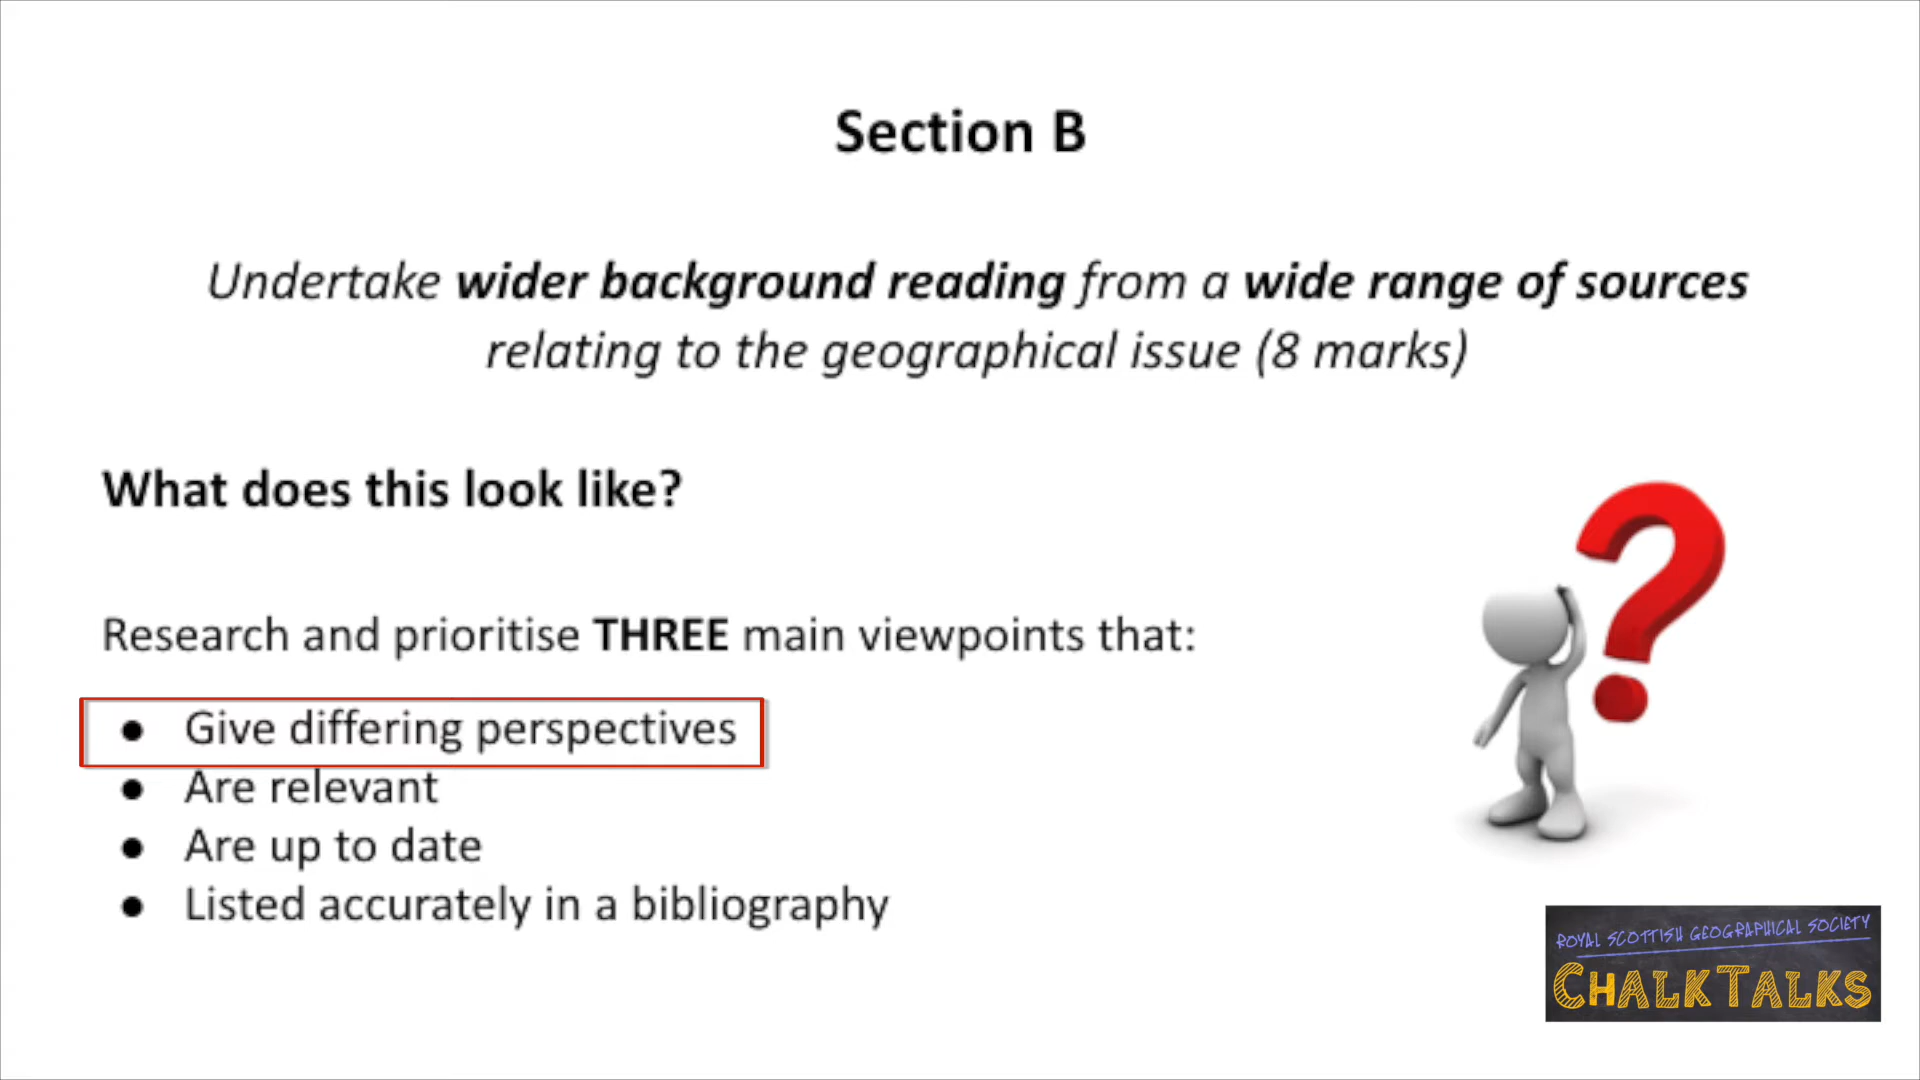 Section B
Undertake wider background reading from a wide range of sources
relating to the geographical issue (8 marks)
What does this look like?
Research and prioritise THREE main viewpoints that:
● Give differing perspectives
● Are relevant
● Are up to date
● Listed accurately in a bibliography
?
ROYAL SCOTTISH GEOGRAPHICAL SOCIETY
CHALKTALKS